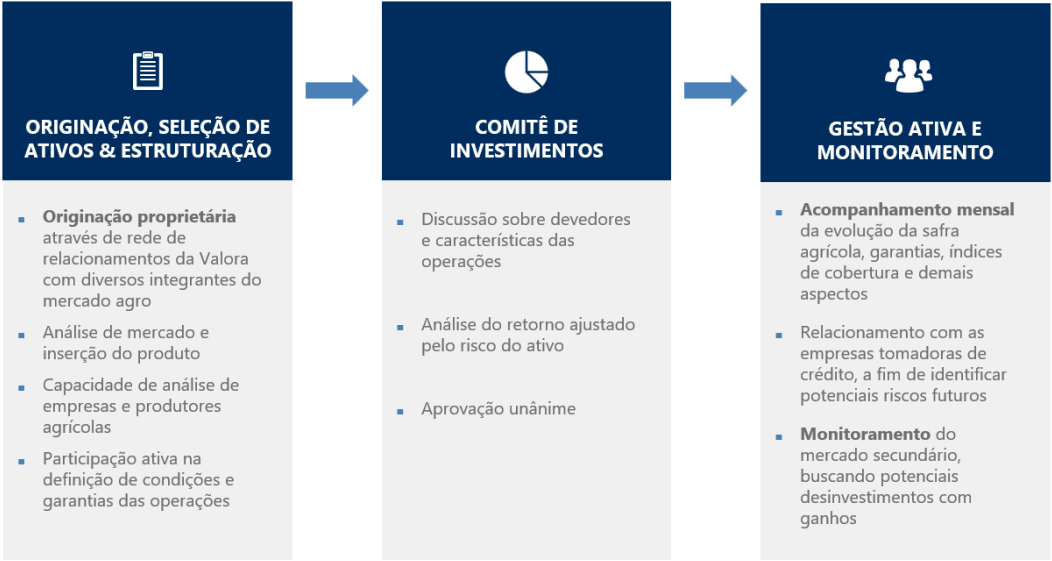 ORIGINAÇÃO, SELEÇÃO DE
ATIVOS & ESTRUTURAÇÃO
▪ Originação proprietária
através de rede de
relacionamentos da Valora
com diversos integrantes do
mercado agro
▪ Análise de mercado e
inserção do produto
▪ Capacidade de análise de
empresas e produtores
agrícolas
▪ Participação ativa na
definição de condições e
garantias das operações
COMITÊ DE
INVESTIMENTOS
▪ Discussão sobre devedores
e características das
operações
▪ Análise do retorno ajustado
pelo risco do ativo
▪ Aprovação unânime
GESTÃO ATIVA E
MONITORAMENTO
▪ Acompanhamento mensal
da evolução da safra
agrícola, garantias, índices
de cobertura e demais
aspectos
▪ Relacionamento com as
empresas tomadoras de
crédito, a fim de identificar
potenciais riscos futuros
▪ Monitoramento do
mercado secundário,
buscando potenciais
desinvestimentos com
ganhos